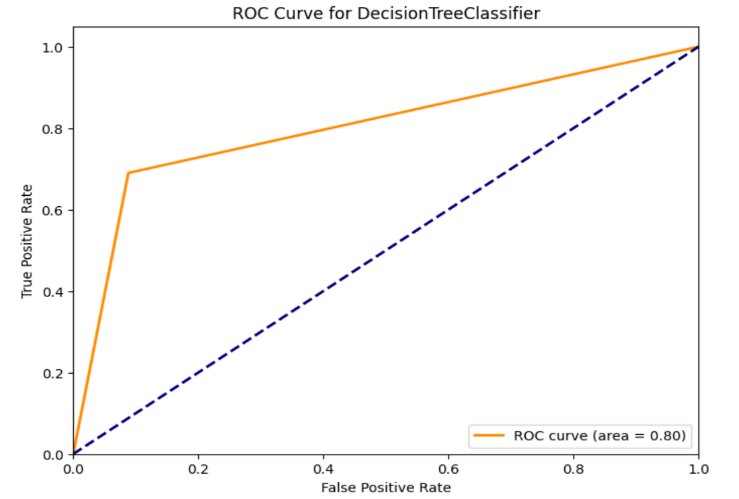 ROC Curve for DecisionTreeClassifier
True Positive Rate
1.0
0.8
0.6
0.4
0.2
0.0
ROC curve (area = 0.80)
0.0 0.2 0.4 0.6 0.8 1.0
False Positive Rate